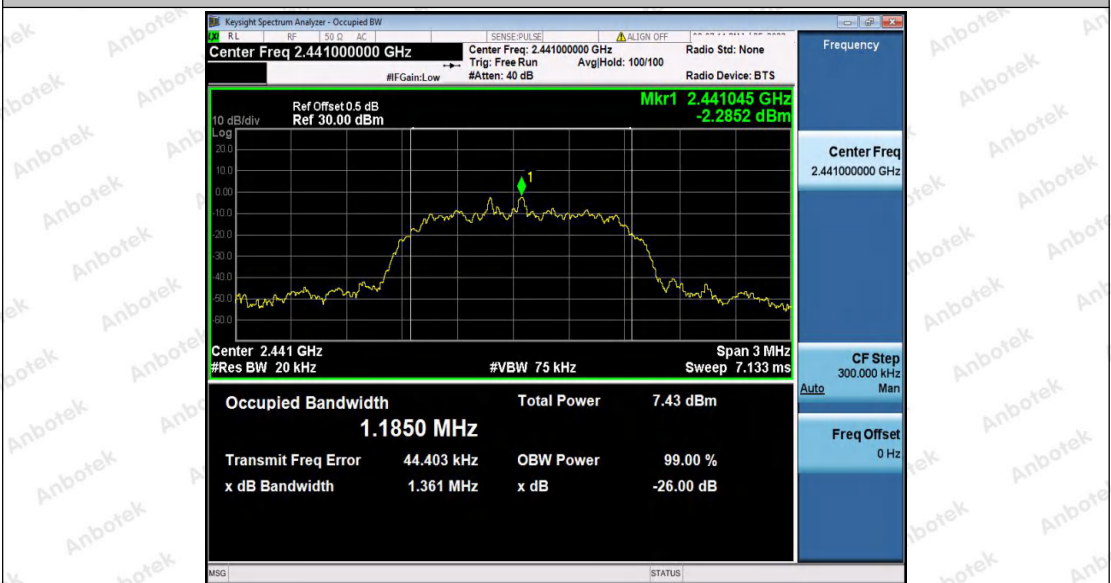 Keysight Spectrum Analyzer - Occupied BW
RL RF 50 Ω AC SENSE:PULSE ALIGN OFF
Center Freq 2.441000000 GHz
Center Freq: 2.441000000 GHz
Radio Std: None
Trig: Free Run Avg|Hold: 100/100
#IFGain:Low
#Atten: 40 dB
Radio Device: BTS
Frequency
Ref Offset 0.5 dB
Mkr1 2.441045 GHz
10 dB/div Ref 30.00 dBm
-2.2852 dBm
Log
20.0
10.0
0.00
-10.0
-20.0
-30.0
-40.0
-50.0
-60.0
1
Center 2.441 GHz
Span 3 MHz
#Res BW 20 kHz
#VBW 75 kHz
Sweep 7.133 ms
Occupied Bandwidth
Total Power 7.43 dBm
1.1850 MHz
Transmit Freq Error 44.403 kHz
OBW Power 99.00 %
x dB Bandwidth 1.361 MHz
x dB -26.00 dB
Center Freq
2.441000000 GHz
CF Step
300.000 kHz
Auto Man
Freq Offset
0 Hz
MSG
STATUS
Anbotek